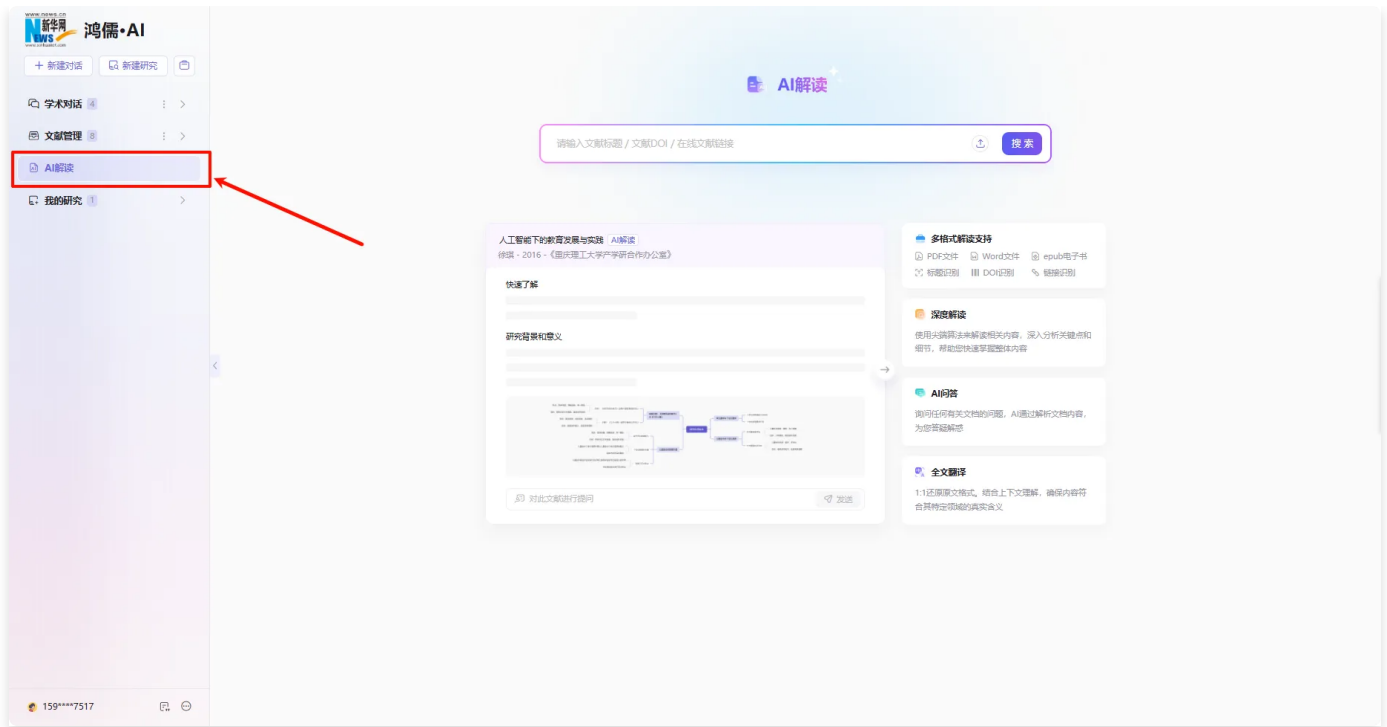 www.news.cn
新华网
NEWS
www.xinhuanet.com
鸿儒·AI
新建对话
新建研究
学术对话 4
文献管理 8
AI解读
我的研究 1
159****7517
AI解读
请输入文献标题 / 文献DOI / 在线文献链接
搜索
人工智能下的教育发展与实践 AI解读
徐琪 - 2016 -《重庆理工大学产学研合作办公室》
快速了解
研究背景和意义
对此文献进行提问
发送
多格式解读支持
PDF文件 Word文件 epub电子书
标题识别 DOI识别 链接识别
深度解读
使用尖端算法来解读相关内容，深入分析关键点和
细节，帮助您快速掌握整体内容
AI问答
询问任何有关文档的问题，AI通过解析文档内容，
为您答疑解惑
全文翻译
1:1还原原文格式，结合上下文理解，确保内容符
合其特定领域的真实含义